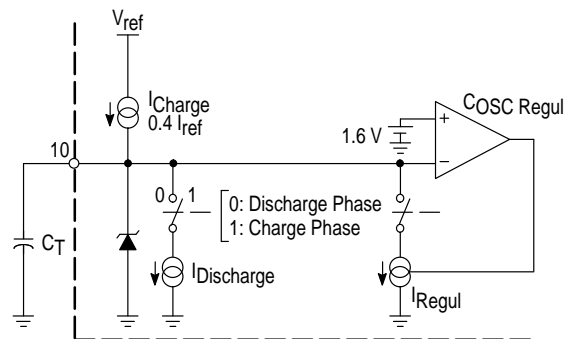 Vref
ICharge
0.4 Iref
COSC Regul
1.6 V
+
−
10
0 1
0: Discharge Phase
1: Charge Phase
CT
IDischarge
IRegul